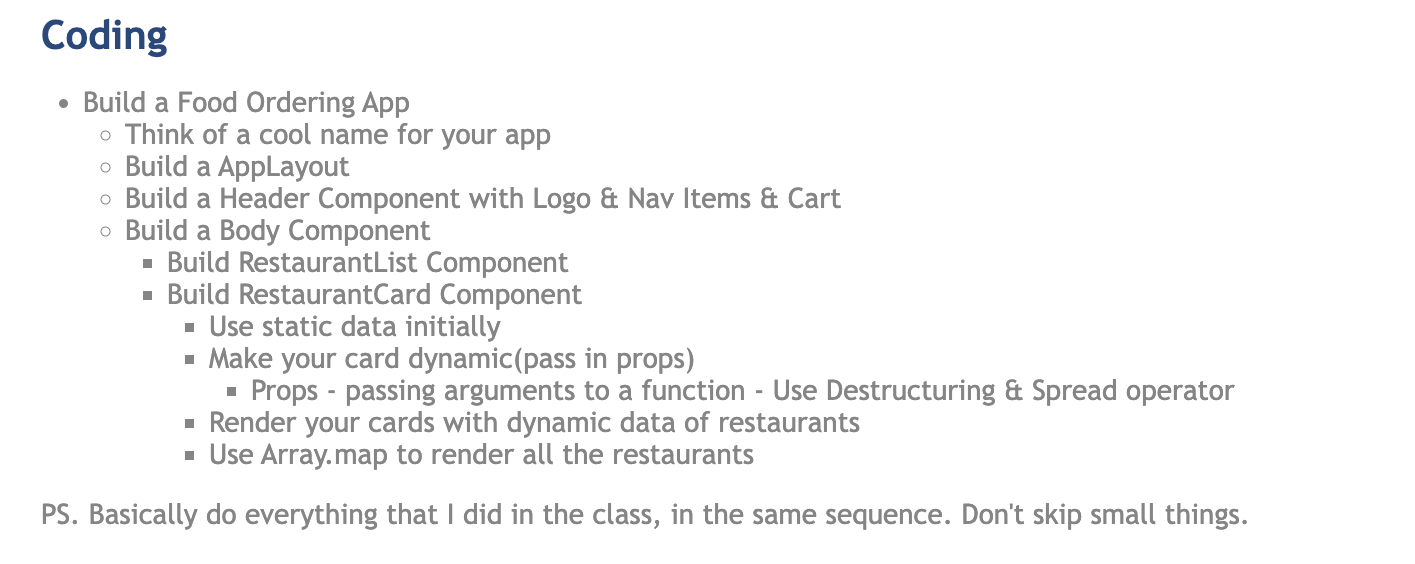 Coding
Build a Food Ordering App
Think of a cool name for your app
Build a AppLayout
Build a Header Component with Logo & Nav Items & Cart
Build a Body Component
Build RestaurantList Component
Build RestaurantCard Component
Use static data initially
Make your card dynamic(pass in props)
Props - passing arguments to a function - Use Destructuring & Spread operator
Render your cards with dynamic data of restaurants
Use Array.map to render all the restaurants
PS. Basically do everything that I did in the class, in the same sequence. Don't skip small things.